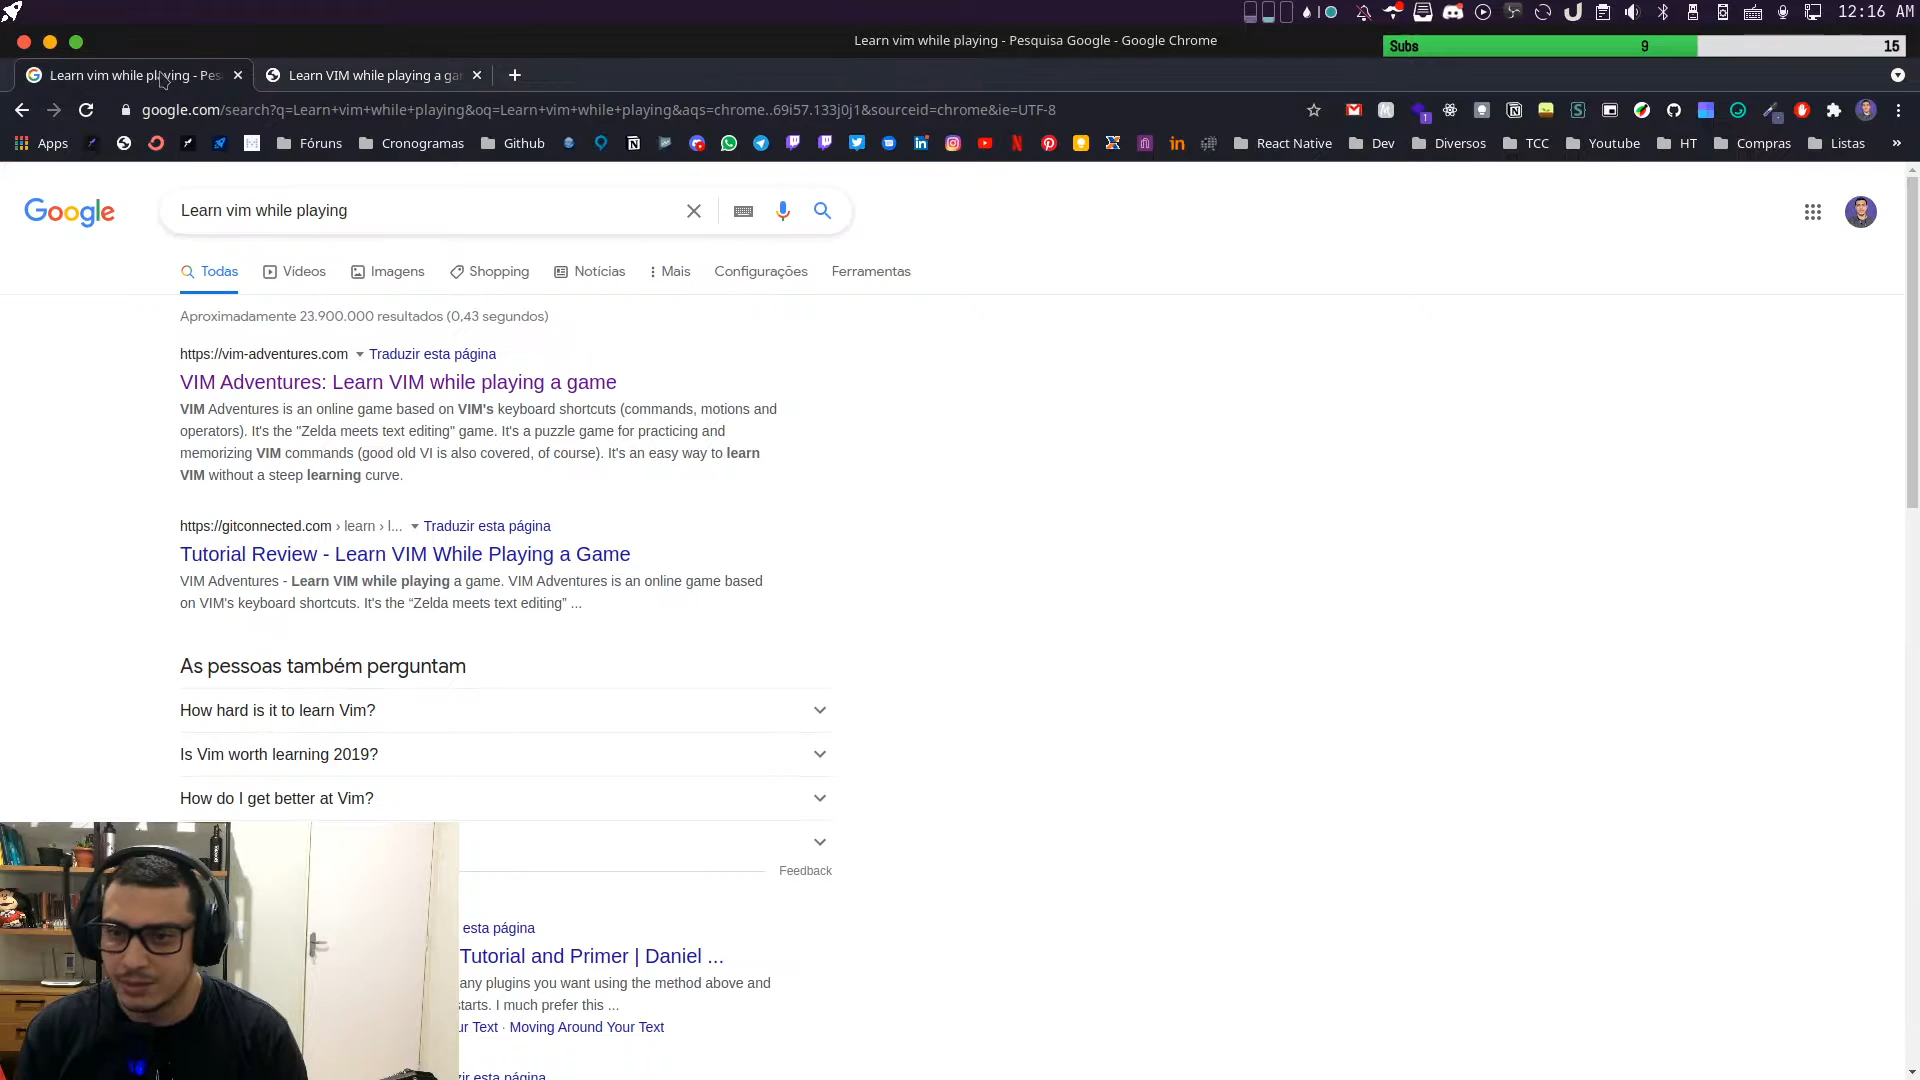 12:16 AM
Learn vim while playing - Pesquisa Google - Google Chrome
Subs 9 15
Learn vim while playing - Pes
Learn VIM while playing a ga
google.com/search?q=Learn+vim+while+playing&oq=Learn+vim+while+playing&aqs=chrome..69i57.133j0j1&sourceid=chrome&ie=UTF-8
Apps Fóruns Cronogramas Github React Native Dev Diversos TCC Youtube HT Compras Listas »
Google
Learn vim while playing
Todas Vídeos Imagens Shopping Notícias Mais Configurações Ferramentas
Aproximadamente 23.900.000 resultados (0,43 segundos)
https://vim-adventures.com Traduzir esta página
VIM Adventures: Learn VIM while playing a game
VIM Adventures is an online game based on VIM's keyboard shortcuts (commands, motions and
operators). It's the "Zelda meets text editing" game. It's a puzzle game for practicing and
memorizing VIM commands (good old VI is also covered, of course). It's an easy way to learn
VIM without a steep learning curve.
https://gitconnected.com › learn › l... Traduzir esta página
Tutorial Review - Learn VIM While Playing a Game
VIM Adventures - Learn VIM while playing a game. VIM Adventures is an online game based
on VIM's keyboard shortcuts. It's the “Zelda meets text editing” ...
As pessoas também perguntam
How hard is it to learn Vim?
Is Vim worth learning 2019?
How do I get better at Vim?
Feedback
esta página
Tutorial and Primer | Daniel ...
any plugins you want using the method above and
starts. I much prefer this ...
ur Text · Moving Around Your Text
zir esta página